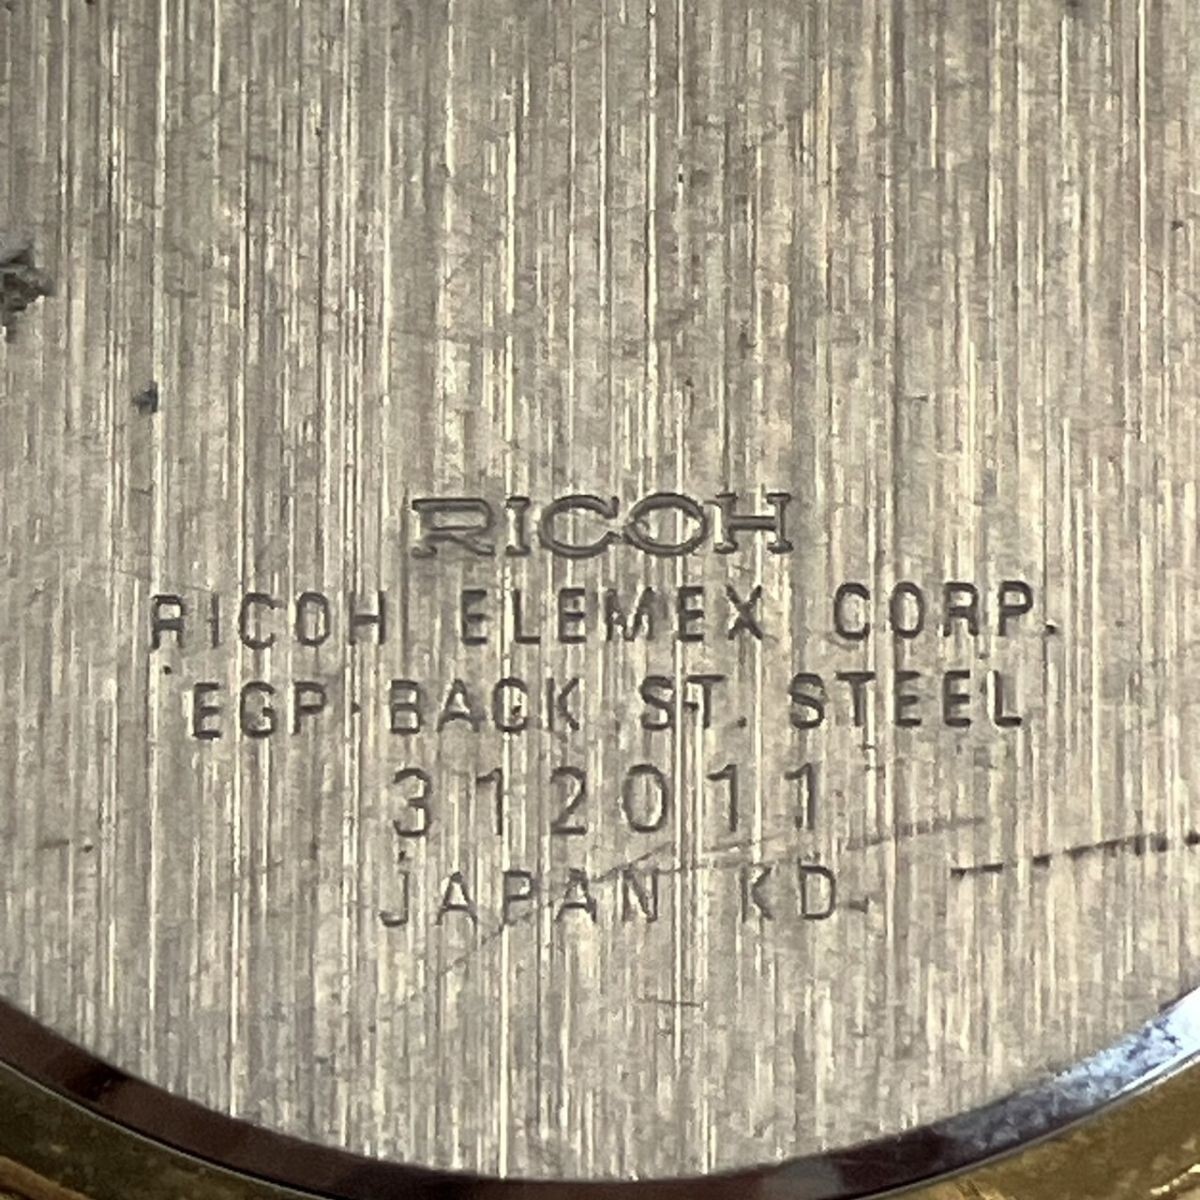 RICOH
RICOH ELEMEX CORP.
EGP·BACK ST. STEEL
312011
JAPAN KD